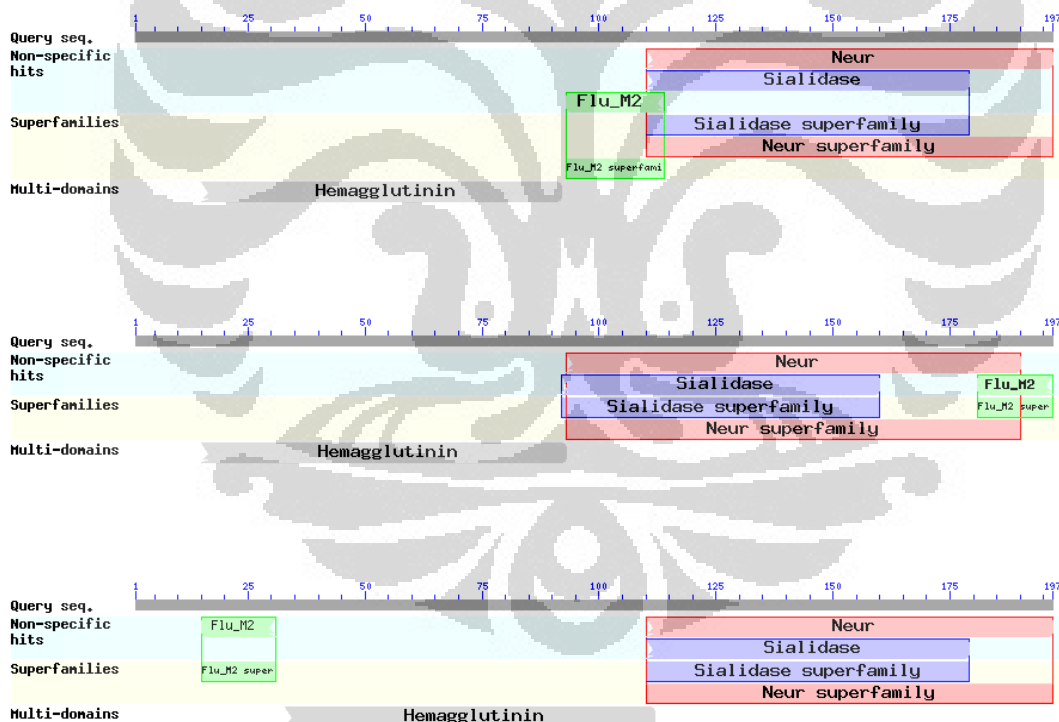 1 25 50 75 100 125 150 175 197
Query seq.
Non-specific hits
Neur
Sialidase
Flu_M2
Superfamilies
Sialidase superfamily
Neur superfamily
Flu_M2 superfami
Multi-domains
Hemagglutinin
1 25 50 75 100 125 150 175 197
Query seq.
Non-specific hits
Neur
Sialidase
Flu_M2
Superfamilies
Sialidase superfamily
Flu_M2 super
Neur superfamily
Multi-domains
Hemagglutinin
1 25 50 75 100 125 150 175 197
Query seq.
Non-specific hits
Flu_M2
Neur
Sialidase
Superfamilies
Flu_M2 super
Sialidase superfamily
Neur superfamily
Multi-domains
Hemagglutinin